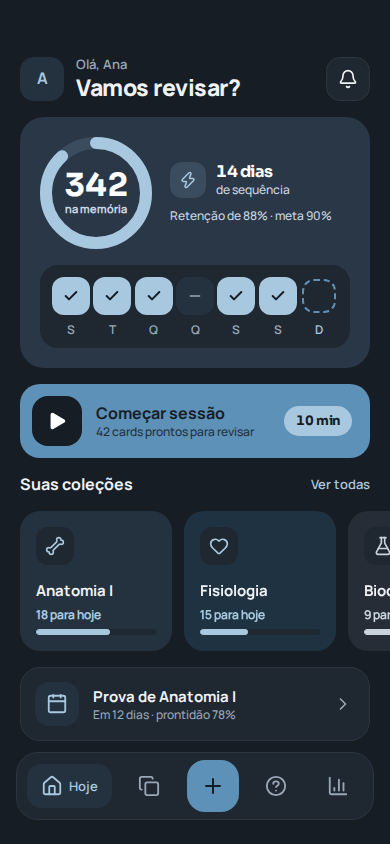 A
Olá, Ana
Vamos revisar?
342
na memória
14 dias
de sequência
Retenção de 88% · meta 90%
S T Q Q S S D
Começar sessão
42 cards prontos para revisar
10 min
Suas coleções
Ver todas
Anatomia I
18 para hoje
Fisiologia
15 para hoje
Bioq
9 par
Prova de Anatomia I
Em 12 dias · prontidão 78%
Hoje